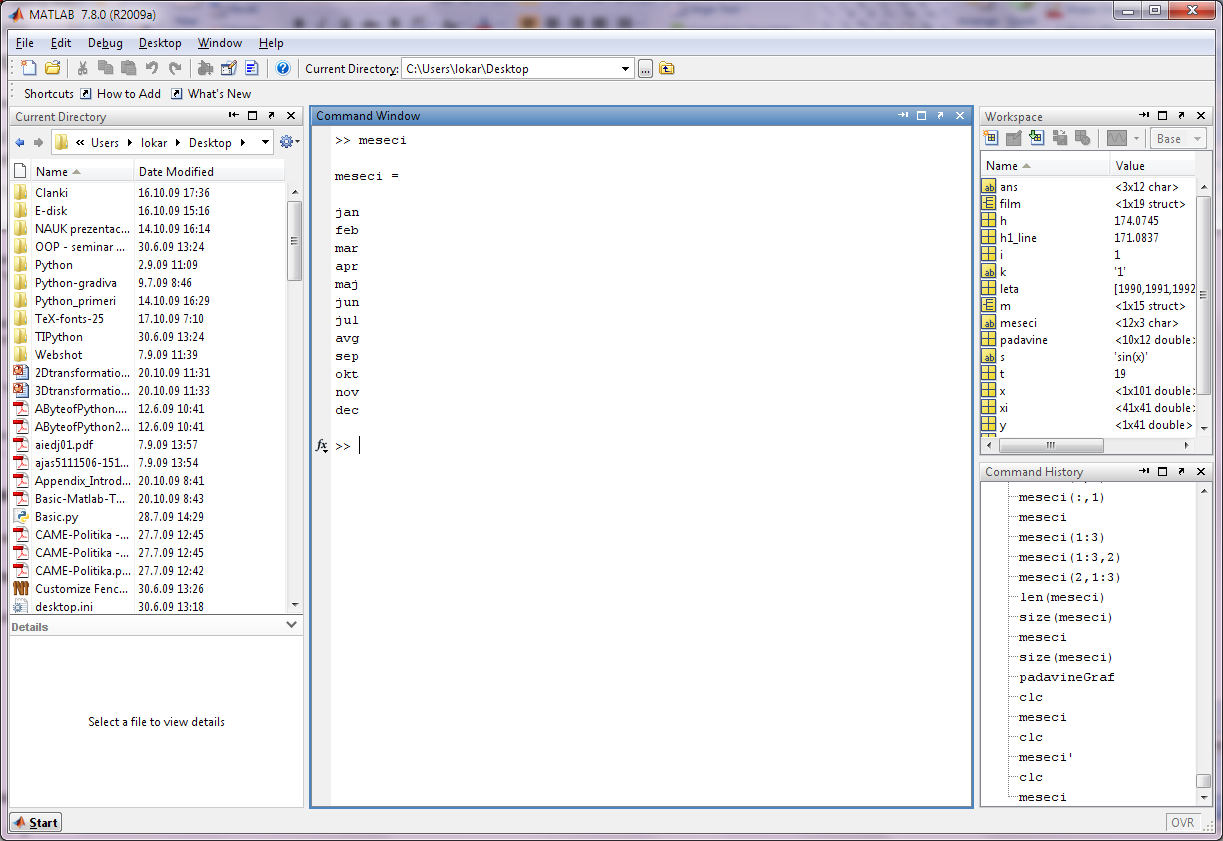 MATLAB 7.8.0 (R2009a)
File Edit Debug Desktop Window Help
Current Directory: C:\Users\lokar\Desktop ...
Shortcuts How to Add What's New
Current Directory
« Users lokar Desktop
Name Date Modified
Clanki 16.10.09 17:36
E-disk 16.10.09 15:16
NAUK prezentac... 14.10.09 16:14
OOP - seminar ... 30.6.09 13:24
Python 2.9.09 11:09
Python-gradiva 9.7.09 8:46
Python_primeri 14.10.09 16:29
TeX-fonts-25 17.10.09 7:10
TIPython 30.6.09 13:24
Webshot 7.9.09 11:39
2Dtransformatio... 20.10.09 11:31
3Dtransformatio... 20.10.09 11:33
AByteofPython.... 12.6.09 10:41
AByteofPython2... 12.6.09 10:41
aiedj01.pdf 7.9.09 13:57
ajas5111506-151... 7.9.09 13:54
Appendix_Introd... 20.10.09 8:41
Basic-Matlab-T... 20.10.09 8:43
Basic.py 28.7.09 14:29
CAME-Politika -... 27.7.09 12:45
CAME-Politika -... 27.7.09 12:45
CAME-Politika.p... 27.7.09 12:42
Customize Fenc... 30.6.09 13:26
desktop.ini 30.6.09 13:18
Details
Select a file to view details
Command Window
>> meseci
meseci =
jan
feb
mar
apr
maj
jun
jul
avg
sep
okt
nov
dec
fx >>
Workspace
Base
Name Value
ans <3x12 char>
film <1x19 struct>
h 174.0745
h1_line 171.0837
i 1
k '1'
leta [1990,1991,1992
m <1x15 struct>
meseci <12x3 char>
padavine <10x12 double>
s 'sin(x)'
t 19
x <1x101 double>
xi <41x41 double>
y <1x41 double>
Command History
meseci(:,1)
meseci
meseci(1:3)
meseci(1:3,2)
meseci(2,1:3)
len(meseci)
size(meseci)
meseci
size(meseci)
padavineGraf
clc
meseci
clc
meseci'
clc
meseci
Start
OVR